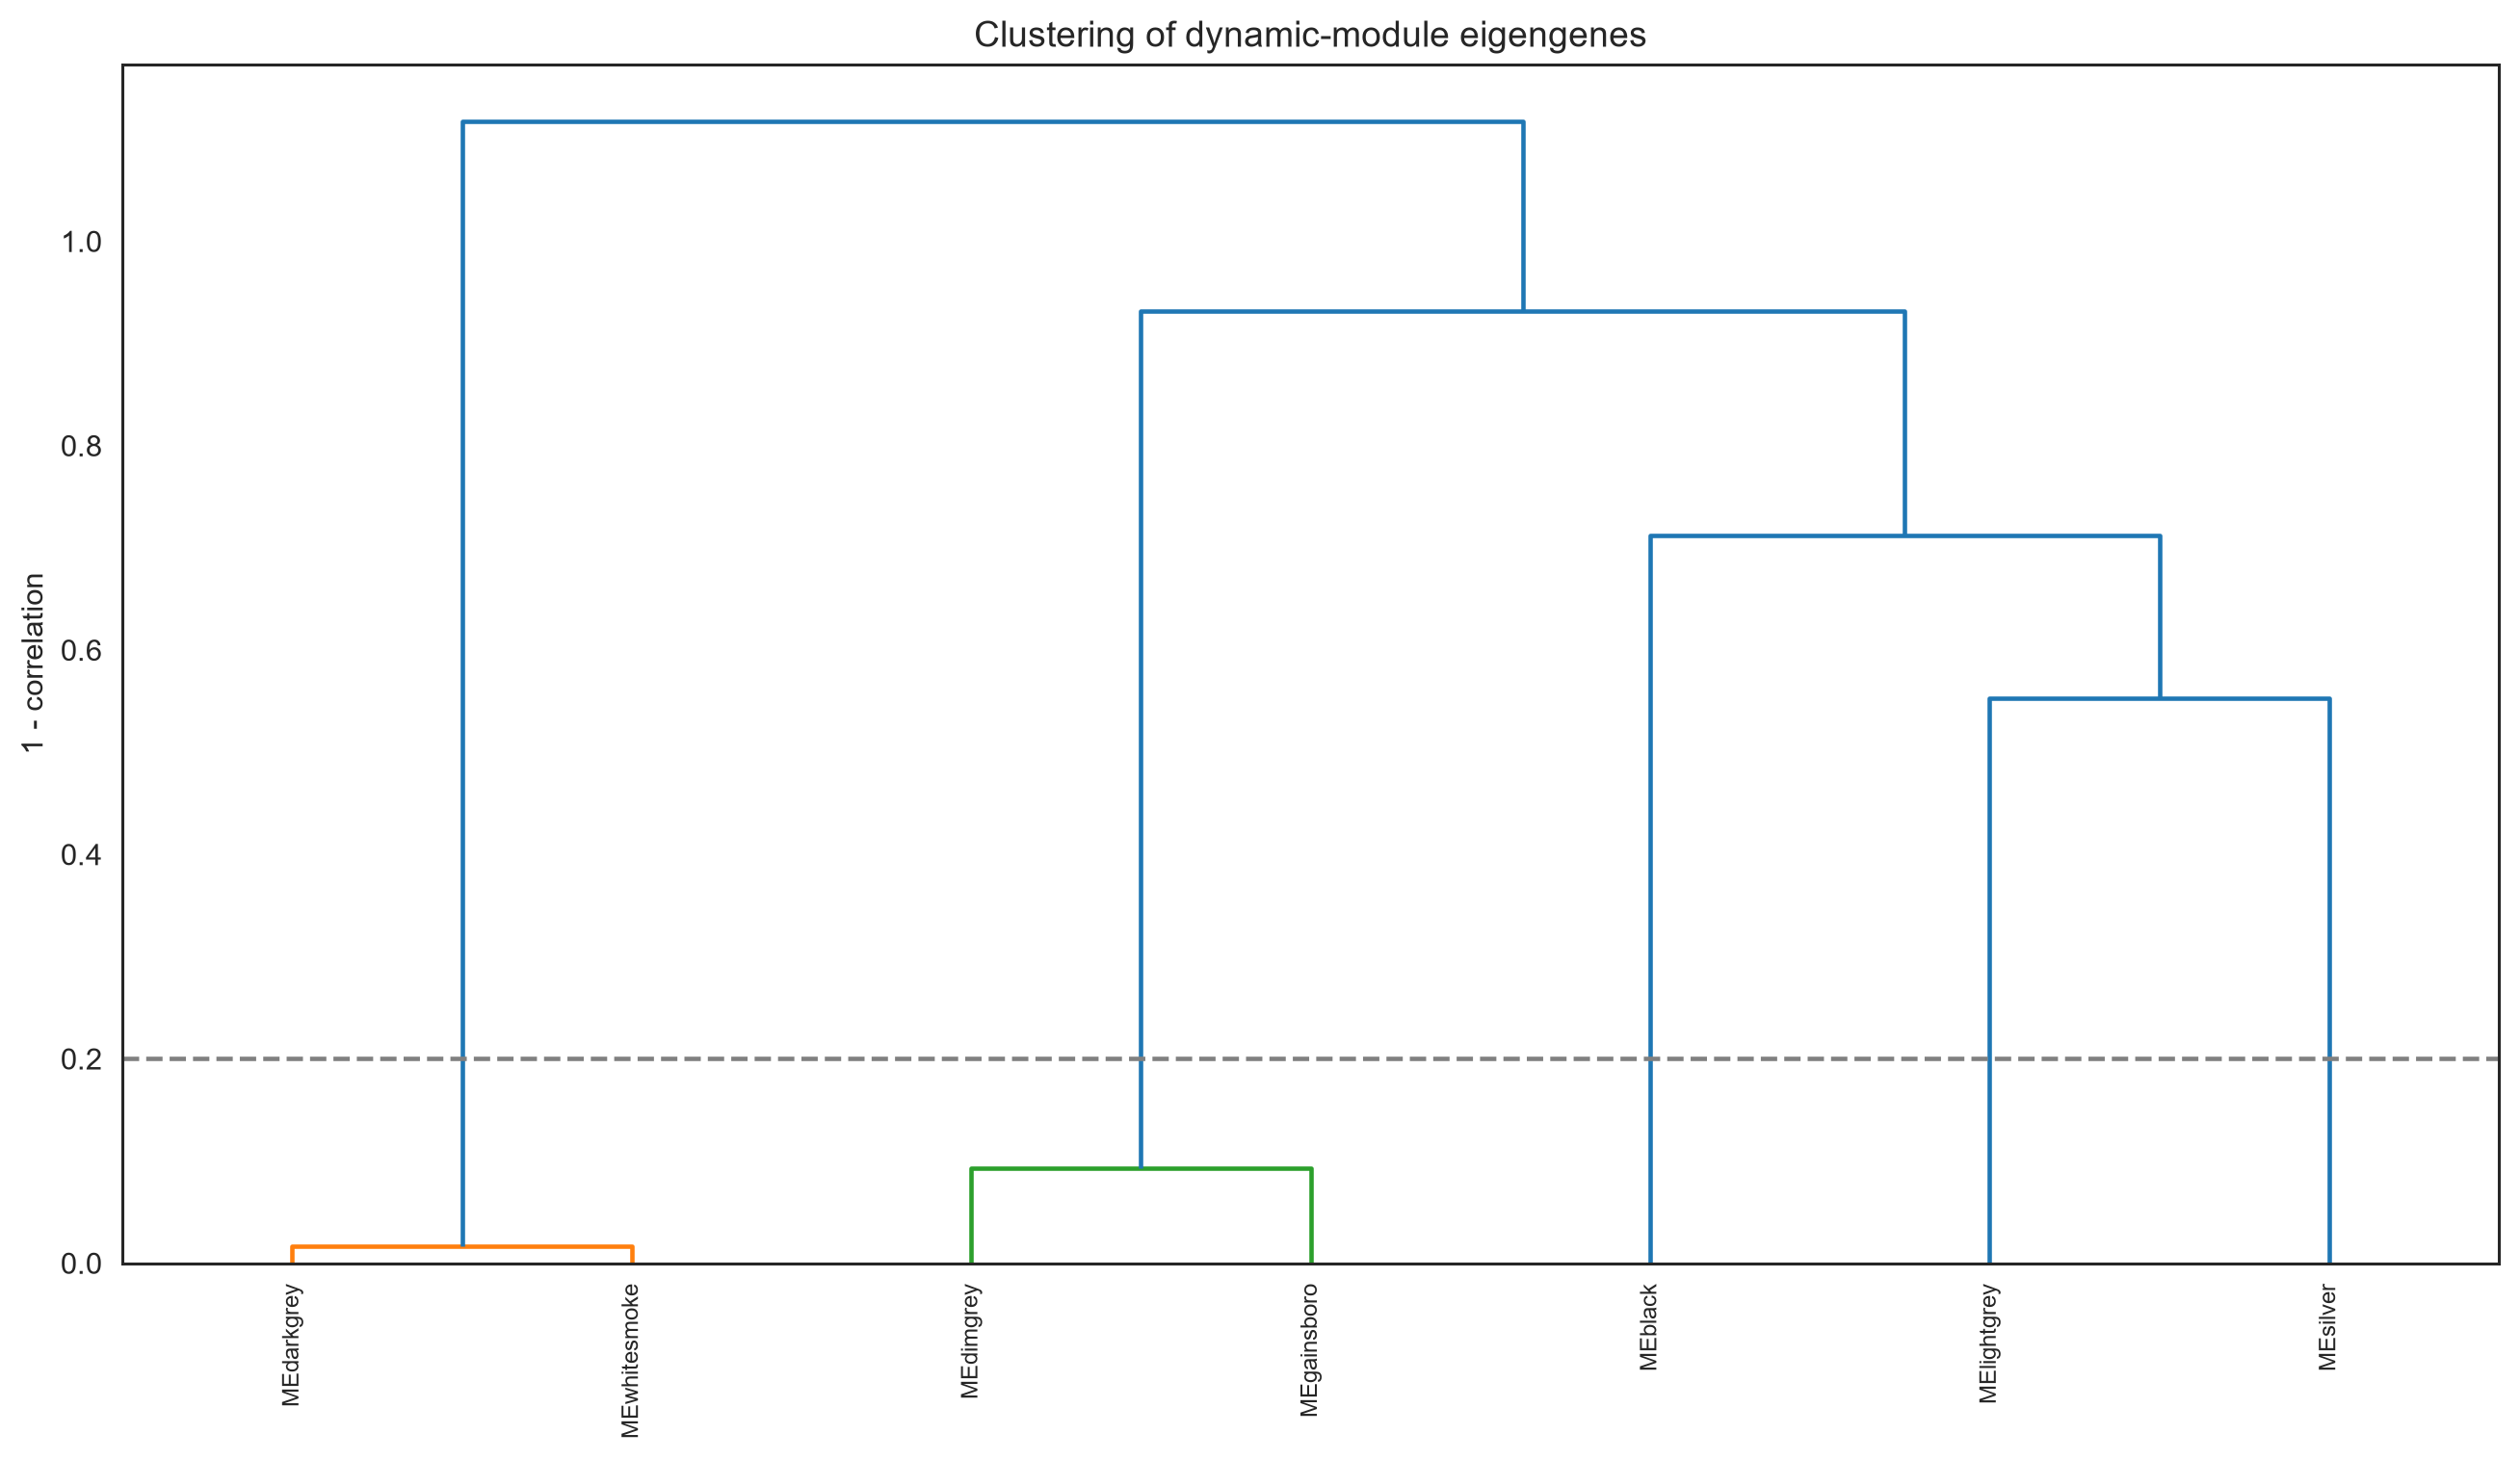 Clustering of dynamic-module eigengenes
1 - correlation
1.0
0.8
0.6
0.4
0.2
0.0
MEdarkgrey
MEwhitesmoke
MEdimgrey
MEgainsboro
MEblack
MElightgrey
MEsilver